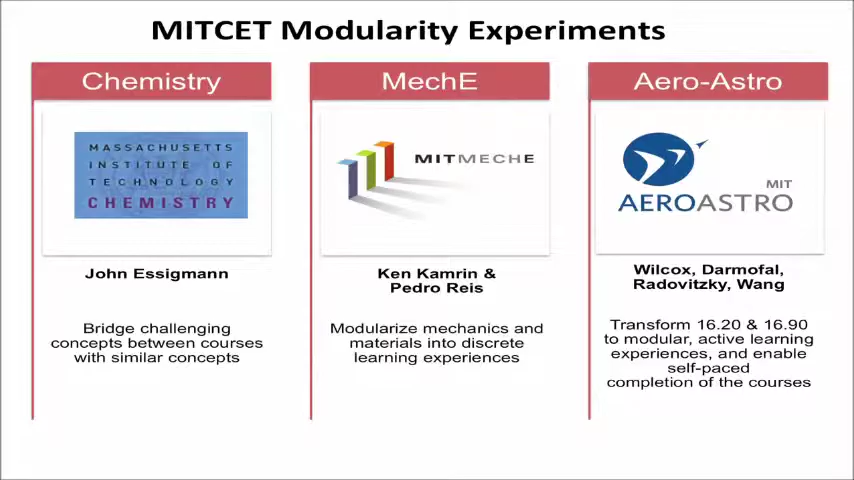 MITCET Modularity Experiments
Chemistry
MASSACHUSETTS
INSTITUTE OF
TECHNOLOGY
CHEMISTRY
John Essigmann
Bridge challenging
concepts between courses
with similar concepts
MechE
MITMECHE
Ken Kamrin &
Pedro Reis
Modularize mechanics and
materials into discrete
learning experiences
Aero-Astro
MIT
AEROASTRO
Wilcox, Darmofal,
Radovitzky, Wang
Transform 16.20 & 16.90
to modular, active learning
experiences, and enable
self-paced
completion of the courses